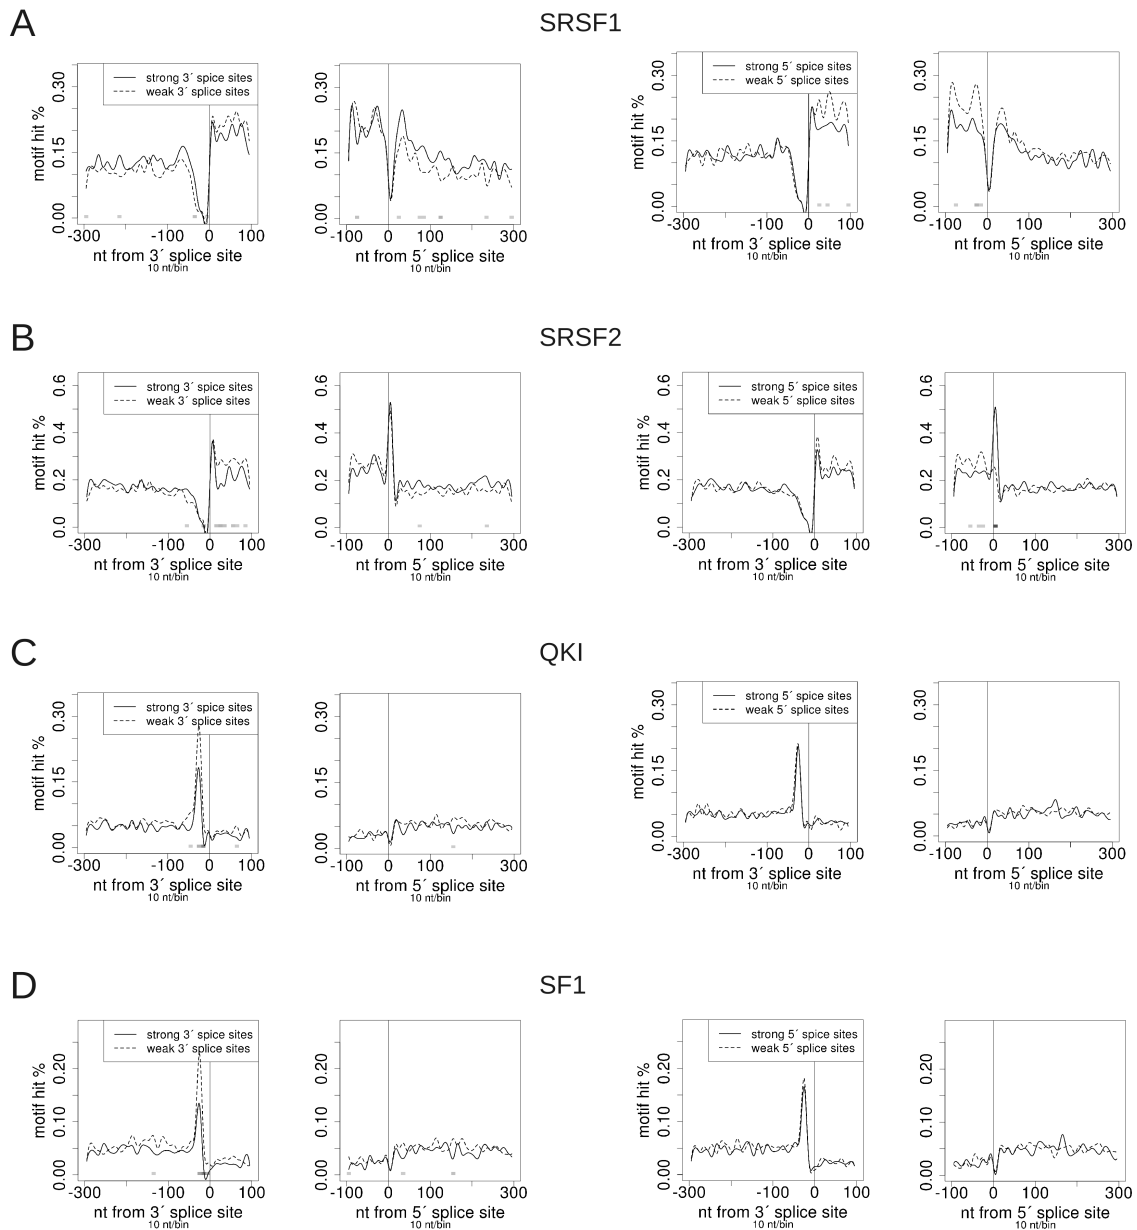 A
SRSF1
strong 3´ spice sites
weak 3´ splice sites
strong 5´ spice sites
weak 5´ splice sites
motif hit %
0.00 0.15 0.30
0.00 0.15 0.30
-300 -100 0 100
-100 0 100 300
-300 -100 0 100
-100 0 100 300
nt from 3´ splice site
10 nt/bin
nt from 5´ splice site
10 nt/bin
nt from 3´ splice site
10 nt/bin
nt from 5´ splice site
10 nt/bin
motif hit %
0.00 0.15 0.30
0.00 0.15 0.30
B
SRSF2
strong 3´ spice sites
weak 3´ splice sites
strong 5´ spice sites
weak 5´ splice sites
motif hit %
0.0 0.2 0.4 0.6
0.0 0.2 0.4 0.6
-300 -100 0 100
-100 0 100 300
-300 -100 0 100
-100 0 100 300
nt from 3´ splice site
10 nt/bin
nt from 5´ splice site
10 nt/bin
nt from 3´ splice site
10 nt/bin
nt from 5´ splice site
10 nt/bin
motif hit %
0.0 0.2 0.4 0.6
0.0 0.2 0.4 0.6
C
QKI
strong 3´ spice sites
weak 3´ splice sites
strong 5´ spice sites
weak 5´ splice sites
motif hit %
0.00 0.15 0.30
0.00 0.15 0.30
-300 -100 0 100
-100 0 100 300
-300 -100 0 100
-100 0 100 300
nt from 3´ splice site
10 nt/bin
nt from 5´ splice site
10 nt/bin
nt from 3´ splice site
10 nt/bin
nt from 5´ splice site
10 nt/bin
motif hit %
0.00 0.15 0.30
0.00 0.15 0.30
D
SF1
strong 3´ spice sites
weak 3´ splice sites
strong 5´ spice sites
weak 5´ splice sites
motif hit %
0.00 0.10 0.20
0.00 0.10 0.20
-300 -100 0 100
-100 0 100 300
-300 -100 0 100
-100 0 100 300
nt from 3´ splice site
10 nt/bin
nt from 5´ splice site
10 nt/bin
nt from 3´ splice site
10 nt/bin
nt from 5´ splice site
10 nt/bin
motif hit %
0.00 0.10 0.20
0.00 0.10 0.20